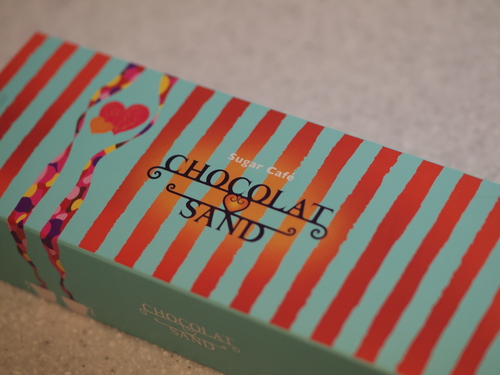 Sugar Café
CHOCOLAT
SAND
CHOCOLAT
SAND